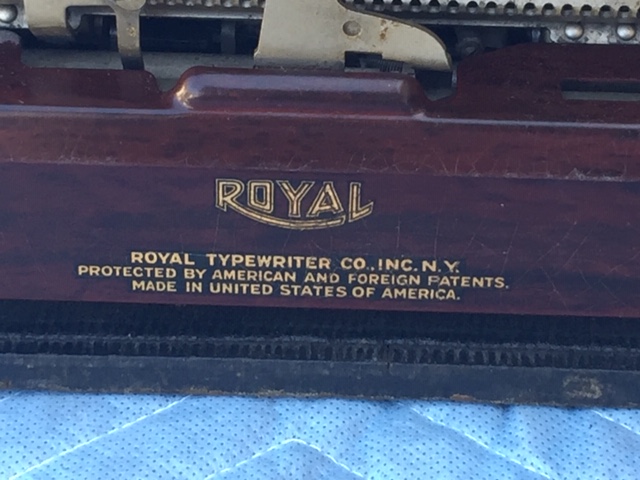 ROYAL
ROYAL TYPEWRITER CO., INC. N.Y.
PROTECTED BY AMERICAN AND FOREIGN PATENTS.
MADE IN UNITED STATES OF AMERICA.